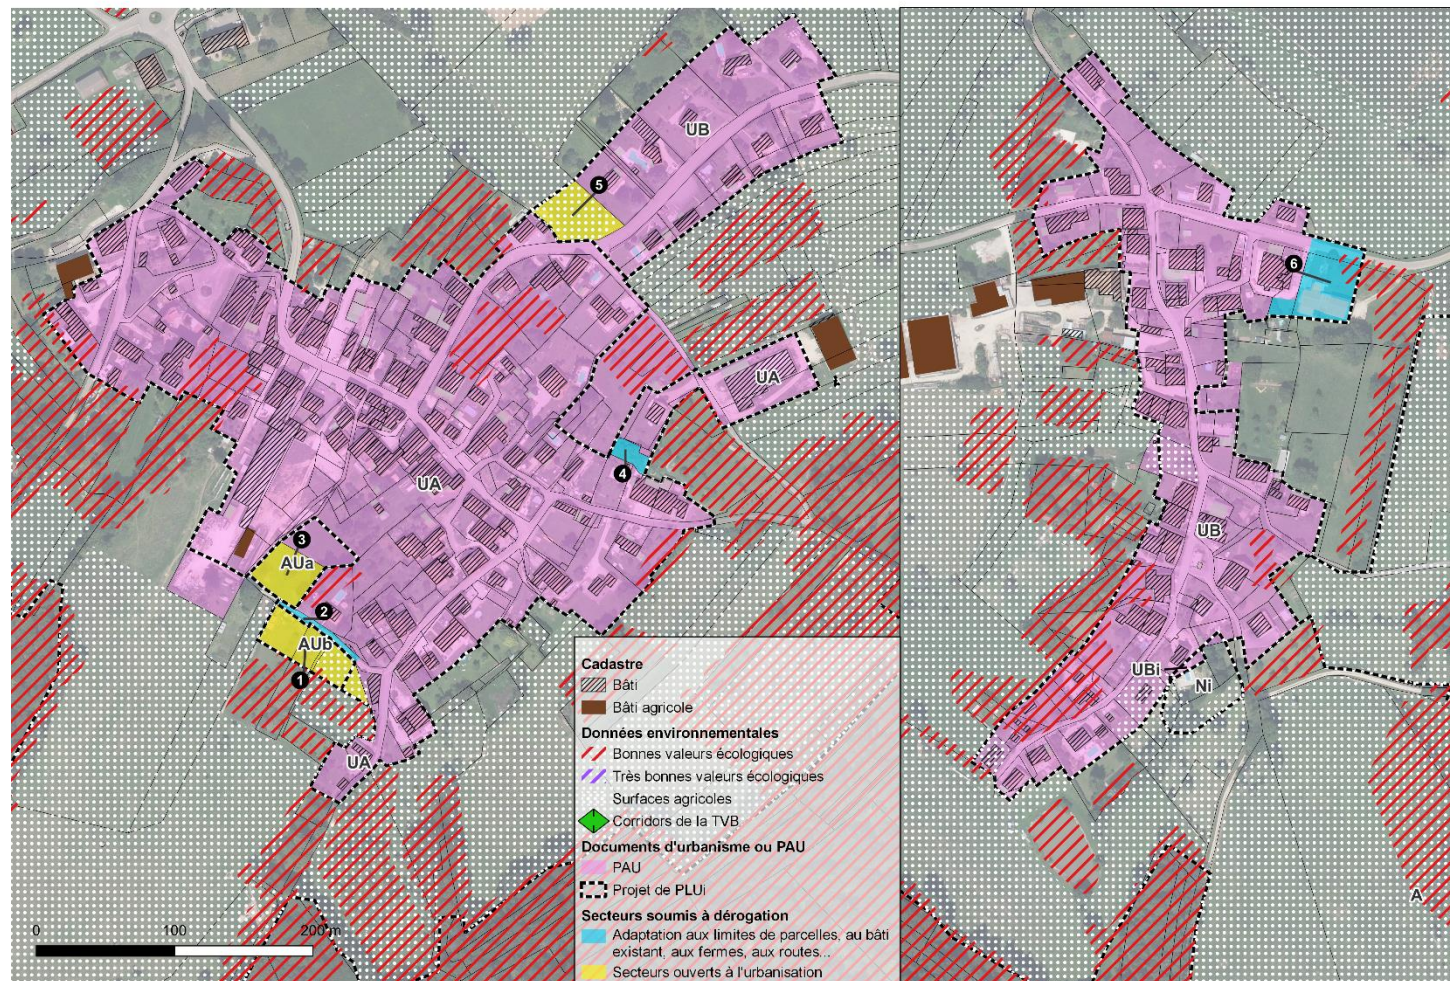 UB
5
6
UA
4
UA
3
AUa
2
AUb
1
UA
UB
UBi
Ni
A
0
100
200 m
Cadastre
Bâti
Bâti agricole
Données environnementales
Bonnes valeurs écologiques
Très bonnes valeurs écologiques
Surfaces agricoles
Corridors de la TVB
Documents d'urbanisme ou PAU
PAU
Projet de PLUi
Secteurs soumis à dérogation
Adaptation aux limites de parcelles, au bâti
existant, aux fermes, aux routes...
Secteurs ouverts à l'urbanisation